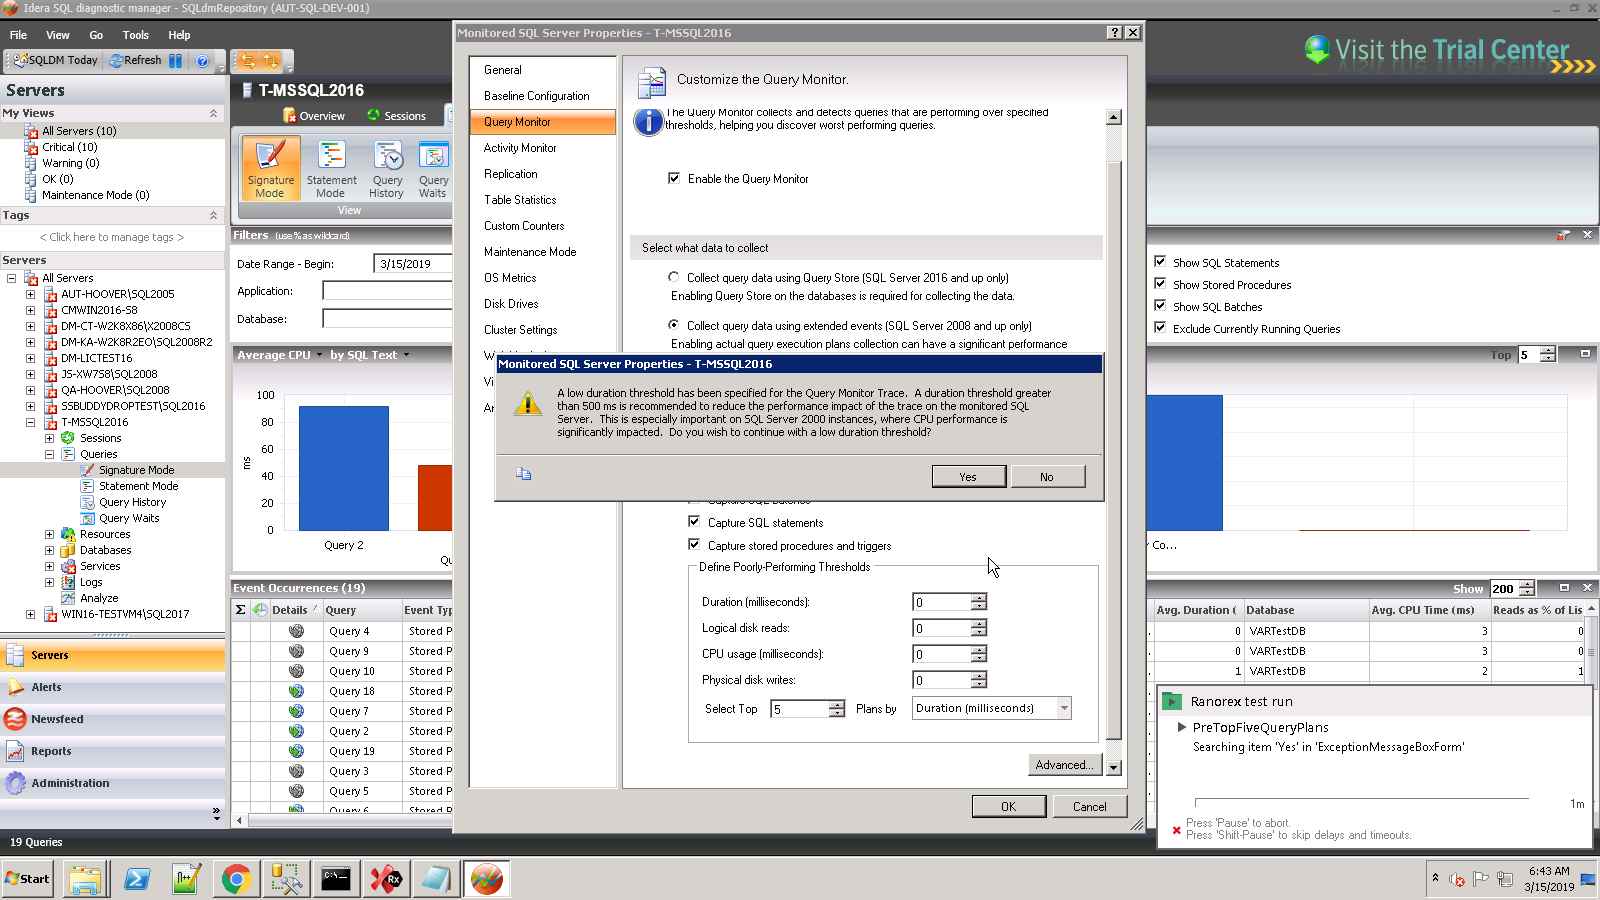 Idera SQL diagnostic manager - SQLdmRepository (AUT-SQL-DEV-001)
File View Go Tools Help
SQLDM Today Refresh
Visit the Trial Center
Servers
My Views
All Servers (10)
Critical (10)
Warning (0)
OK (0)
Maintenance Mode (0)
Tags
< Click here to manage tags >
Servers
All Servers
AUT-HOOVER\SQL2005
CMWIN2016-S8
DM-CT-W2K8X86\X2008CS
DM-KA-W2K8R2EO\SQL2008R2
DM-LICTEST16
JS-XW7S8\SQL2008
QA-HOOVER\SQL2008
SSBUDDYDROPTEST\SQL2016
T-MSSQL2016
Sessions
Queries
Signature Mode
Statement Mode
Query History
Query Waits
Resources
Databases
Services
Logs
Analyze
WIN16-TESTVM4\SQL2017
Servers
Alerts
Newsfeed
Reports
Administration
19 Queries
T-MSSQL2016
Overview Sessions
Signature Mode
Statement Mode
Query History
Query Waits
View
Filters (use % as wildcard)
Date Range - Begin: 3/15/2019
Application:
Database:
Average CPU by SQL Text
100
80
60
40
20
0
ms
Query 2
Event Occurrences (19)
Σ Details Query Event Typ
Query 4 Stored P
Query 9 Stored P
Query 10 Stored P
Query 18 Stored P
Query 7 Stored P
Query 2 Stored P
Query 19 Stored P
Query 3 Stored P
Query 5 Stored P
Query 6 Stored P
Monitored SQL Server Properties - T-MSSQL2016
General
Baseline Configuration
Query Monitor
Activity Monitor
Replication
Table Statistics
Custom Counters
Maintenance Mode
OS Metrics
Disk Drives
Cluster Settings
Customize the Query Monitor.
The Query Monitor collects and detects queries that are performing over specified
thresholds, helping you discover worst performing queries.
Enable the Query Monitor
Select what data to collect
Collect query data using Query Store (SQL Server 2016 and up only)
Enabling Query Store on the databases is required for collecting the data.
Collect query data using extended events (SQL Server 2008 and up only)
Enabling actual query execution plans collection can have a significant performance
Monitored SQL Server Properties - T-MSSQL2016
A low duration threshold has been specified for the Query Monitor Trace. A duration threshold greater
than 500 ms is recommended to reduce the performance impact of the trace on the monitored SQL
Server. This is especially important on SQL Server 2000 instances, where CPU performance is
significantly impacted. Do you wish to continue with a low duration threshold?
Yes No
Capture SQL batches
Capture SQL statements
Capture stored procedures and triggers
Define Poorly-Performing Thresholds
Duration (milliseconds): 0
Logical disk reads: 0
CPU usage (milliseconds): 0
Physical disk writes: 0
Select Top 5 Plans by Duration (milliseconds)
Advanced...
OK Cancel
Show SQL Statements
Show Stored Procedures
Show SQL Batches
Exclude Currently Running Queries
Top 5
Co...
Show 200
Avg. Duration ( Database Avg. CPU Time (ms) Reads as % of Lis
0 VARTestDB 3 0
0 VARTestDB 3 0
1 VARTestDB 2 1
Ranorex test run
PreTopFiveQueryPlans
Searching item 'Yes' in 'ExceptionMessageBoxForm'
1m
Press 'Pause' to abort.
Press 'Shift-Pause' to skip delays and timeouts.
Start
6:43 AM
3/15/2019